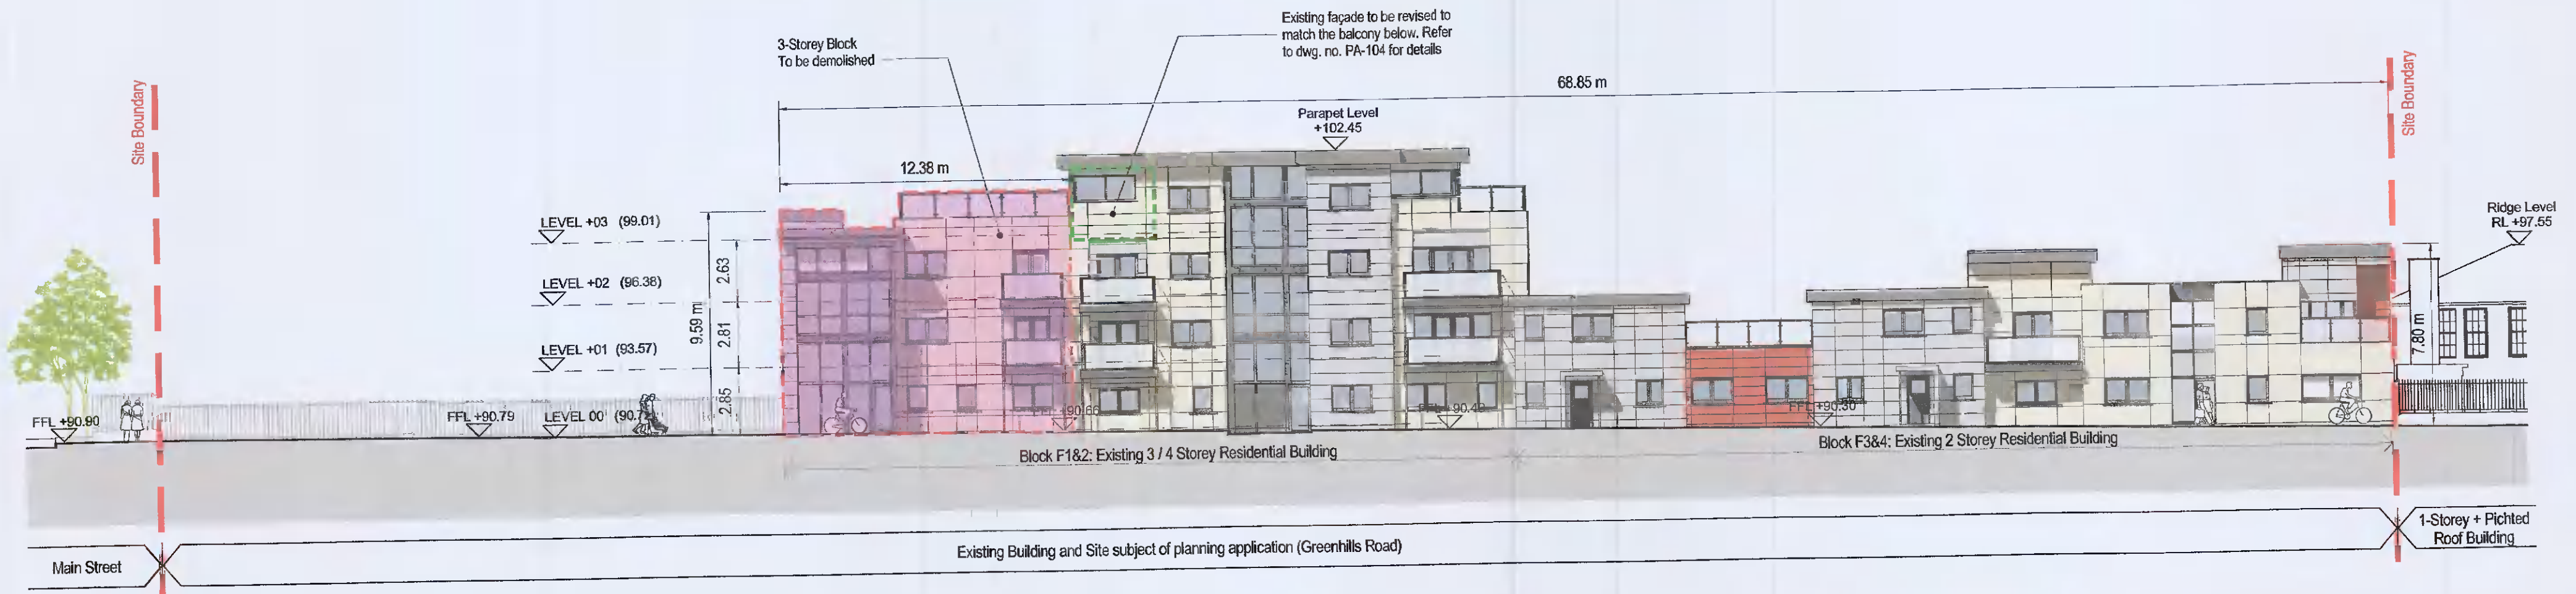 3-Storey Block
To be demolished
Existing façade to be revised to
match the balcony below. Refer
to dwg. no. PA-104 for details
Site Boundary
68.85 m
Site Boundary
Parapet Level
+102.45
12.38 m
LEVEL +03 (99.01)
Ridge Level
RL +97.55
2.63
LEVEL +02 (96.38)
9.59 m
2.81
LEVEL +01 (93.57)
7.80 m
2.85
FFL +90.90
FFL +90.79
LEVEL 00
FFL +90.66
FFL +90.30
Block F1&2: Existing 3 / 4 Storey Residential Building
Block F3&4: Existing 2 Storey Residential Building
Main Street
Existing Building and Site subject of planning application (Greenhills Road)
1-Storey + Pichted
Roof Building